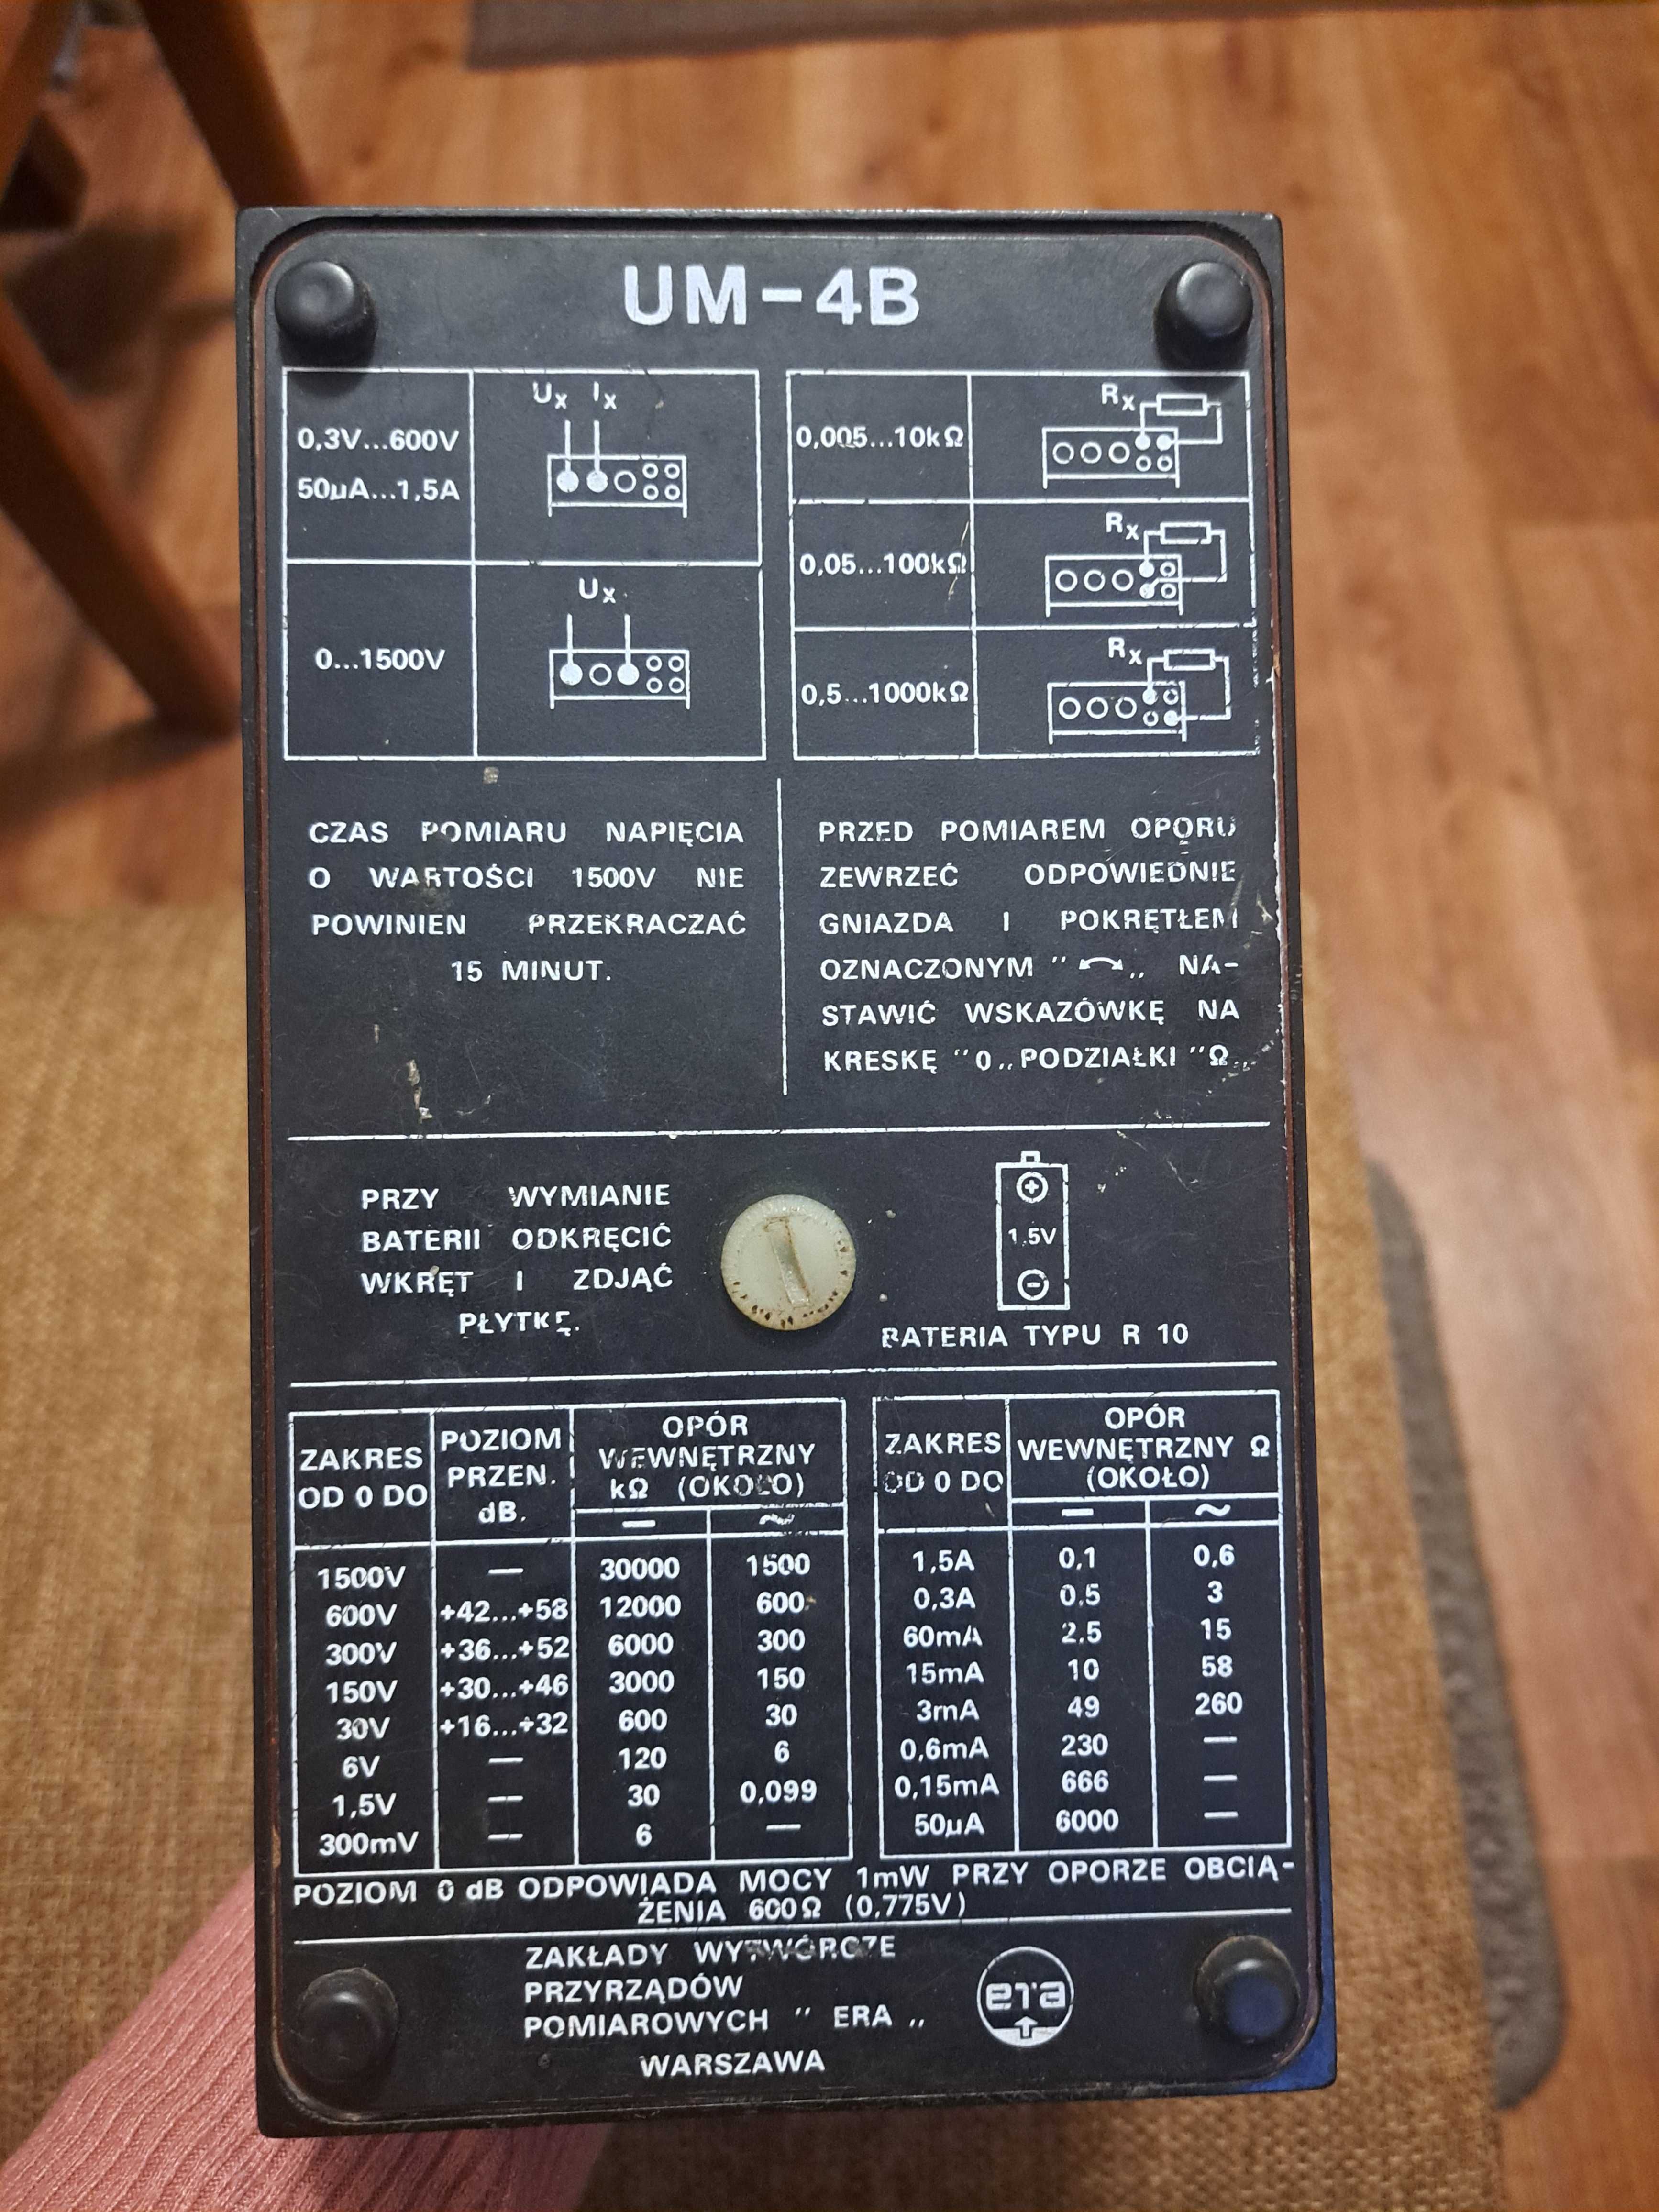 UM-4B
0,3V...600V
50µA...1,5A
Ux Ix
0...1500V
Ux
0,005...10kΩ
Rx
0,05...100kΩ
Rx
0,5...1000kΩ
Rx
CZAS POMIARU NAPIĘCIA
O WARTOŚCI 1500V NIE
POWINIEN PRZEKRACZAĆ
15 MINUT.
PRZED POMIAREM OPORU
ZEWRZEĆ ODPOWIEDNIE
GNIAZDA I POKRĘTŁEM
OZNACZONYM " ↶↷ „ NA-
STAWIĆ WSKAZÓWKĘ NA
KRESKĘ "0„ PODZIAŁKI "Ω„
PRZY WYMIANIE
BATERII ODKRĘCIĆ
WKRĘT I ZDJĄĆ
PŁYTKĘ.
+
1,5V
−
BATERIA TYPU R 10
ZAKRES OD 0 DO
POZIOM PRZEN. dB.
OPÓR WEWNĘTRZNY kΩ (OKOŁO)
— ~
1500V — 30000 1500
600V +42...+58 12000 600
300V +36...+52 6000 300
150V +30...+46 3000 150
30V +16...+32 600 30
6V — 120 6
1,5V — 30 0,099
300mV — 6 —
ZAKRES OD 0 DO
OPÓR WEWNĘTRZNY Ω (OKOŁO)
— ~
1,5A 0,1 0,6
0,3A 0,5 3
60mA 2,5 15
15mA 10 58
3mA 49 260
0,6mA 230 —
0,15mA 666 —
50µA 6000 —
POZIOM 0 dB ODPOWIADA MOCY 1mW PRZY OPORZE OBCIĄ-
ŻENIA 600Ω (0,775V)
ZAKŁADY WYTWÓRCZE
PRZYRZĄDÓW
POMIAROWYCH " ERA „
WARSZAWA
era